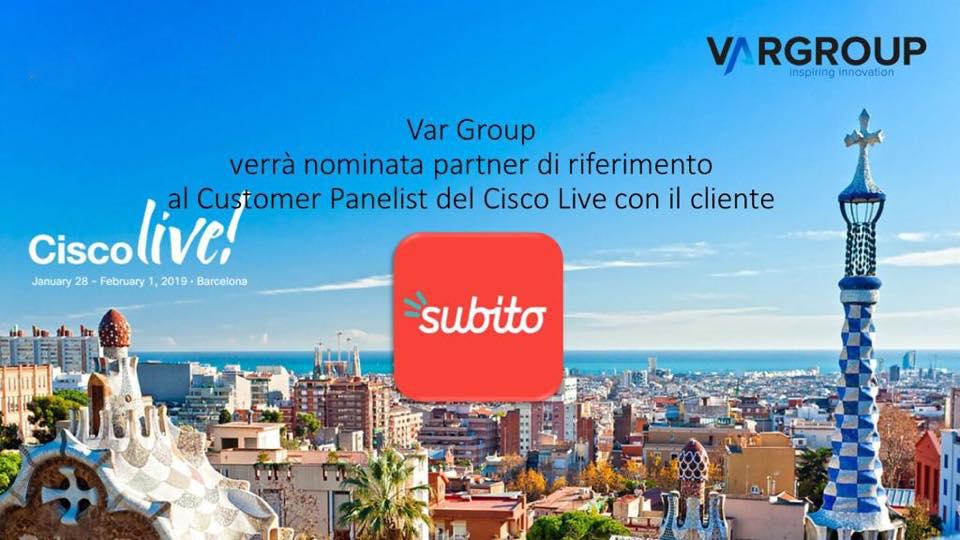 VARGROUP
inspiring innovation
Var Group
verrà nominata partner di riferimento
al Customer Panelist del Cisco Live con il cliente
Cisco live!
January 28 - February 1, 2019 • Barcelona
subito